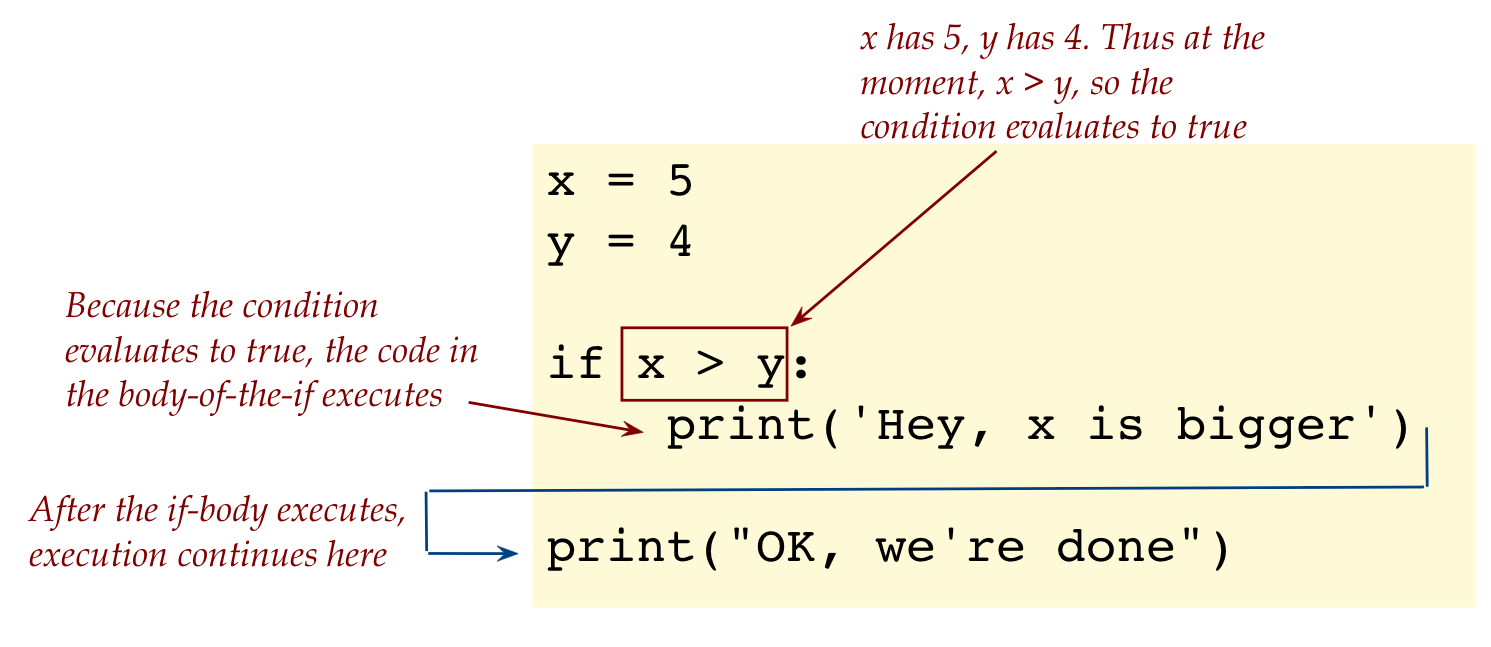 x has 5, y has 4. Thus at the
moment, x > y, so the
condition evaluates to true
x = 5
y = 4
Because the condition
evaluates to true, the code in
the body-of-the-if executes
if x > y:
    print('Hey, x is bigger')
After the if-body executes,
execution continues here
print("OK, we're done")